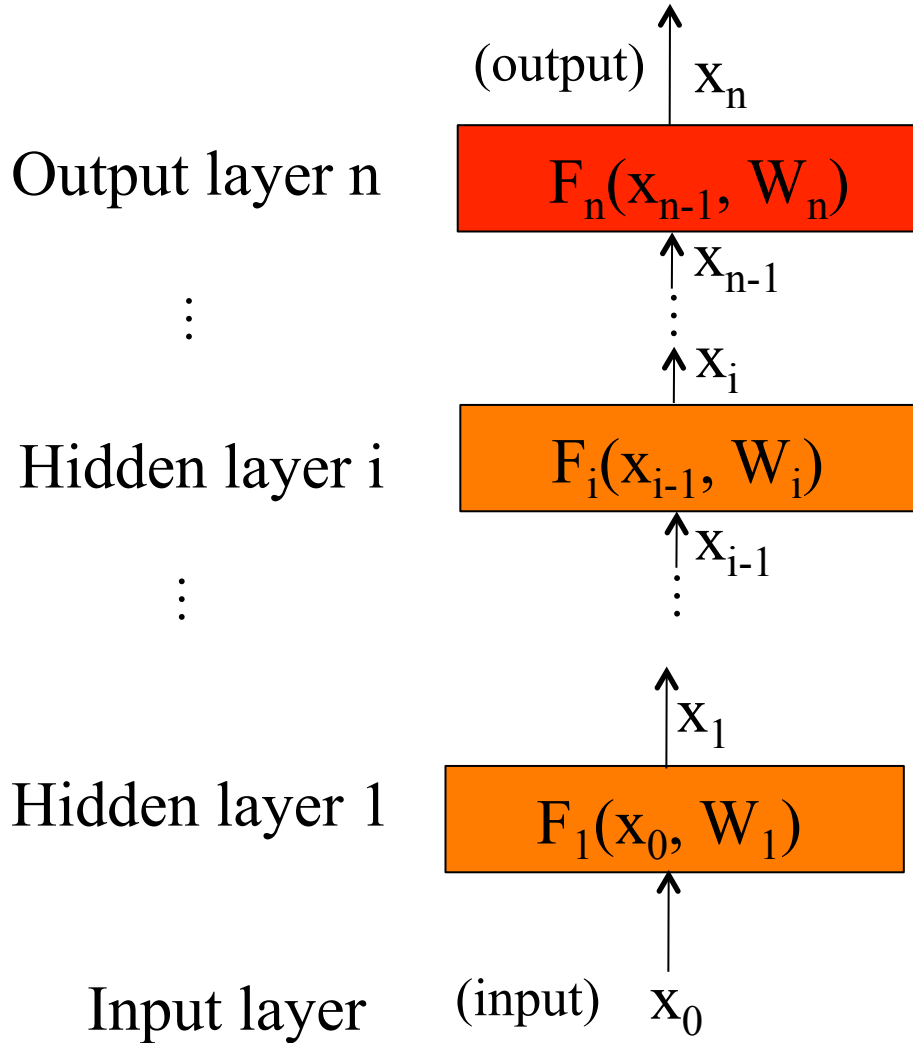 (output) xₙ
Output layer n Fₙ(xₙ₋₁, Wₙ)
xₙ₋₁
⋮ ⋮
xᵢ
Hidden layer i Fᵢ(xᵢ₋₁, Wᵢ)
xᵢ₋₁
⋮ ⋮
x₁
Hidden layer 1 F₁(x₀, W₁)
Input layer (input) x₀